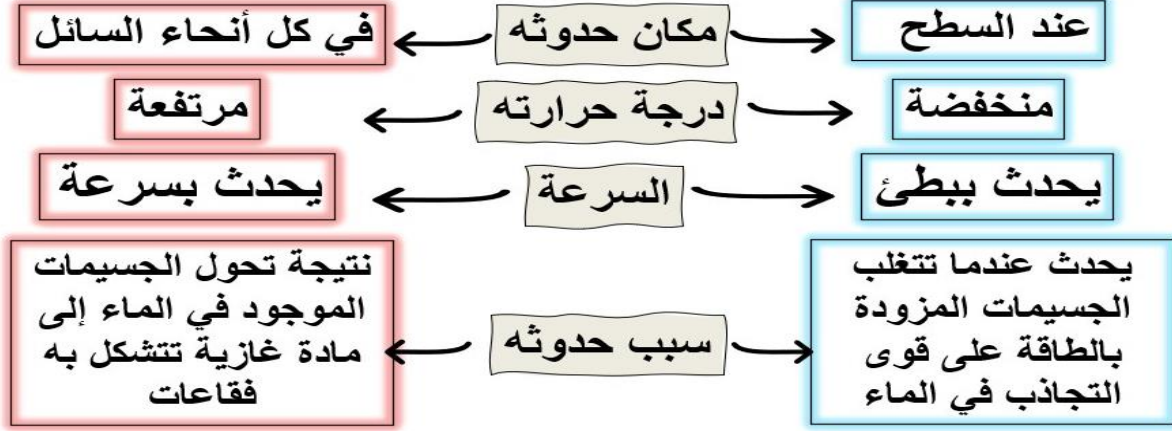 عند السطح
مكان حدوثه
في كل أنحاء السائل
منخفضة
درجة حرارته
مرتفعة
يحدث ببطئ
السرعة
يحدث بسرعة
يحدث عندما تتغلب
الجسيمات المزودة
بالطاقة على قوى
التجاذب في الماء
سبب حدوثه
نتيجة تحول الجسيمات
الموجود في الماء إلى
مادة غازية تتشكل به
فقاعات